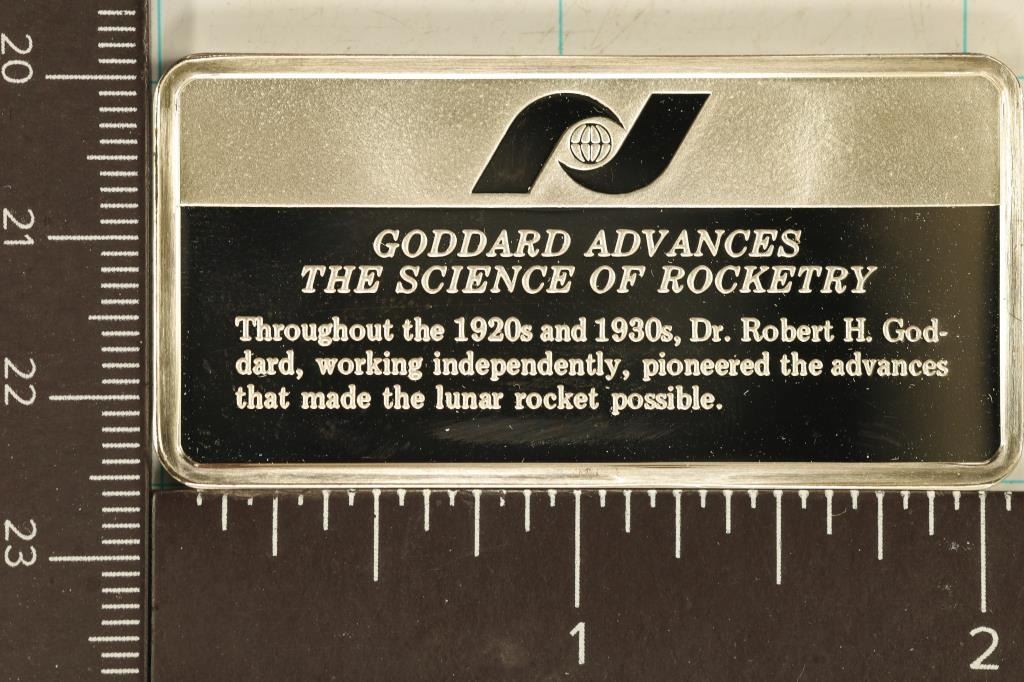 GODDARD ADVANCES
THE SCIENCE OF ROCKETRY
Throughout the 1920s and 1930s, Dr. Robert H. God-
dard, working independently, pioneered the advances
that made the lunar rocket possible.
20
21
22
23
1
2